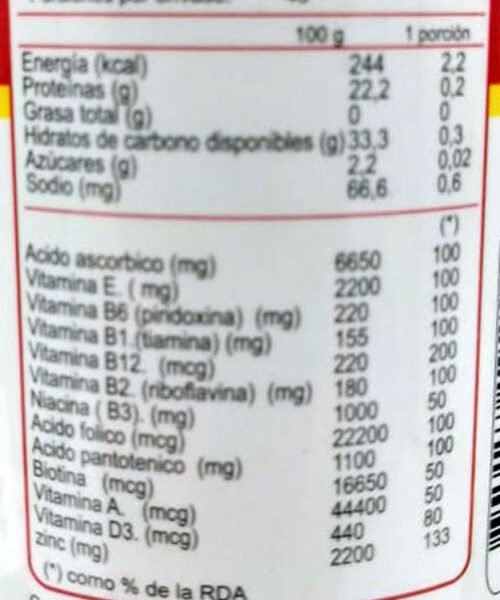 100 g 1 porción
Energía (kcal) 244 2,2
Proteínas (g) 22,2 0,2
Grasa total (g) 0 0
Hidratos de carbono disponibles (g) 33,3 0,3
Azúcares (g) 2,2 0,02
Sodio (mg) 66,6 0,6
(*)
Acido ascorbico (mg) 6650 100
Vitamina E. ( mg) 2200 100
Vitamina B6 (piridoxina) (mg) 220 100
Vitamina B1.(tiamina) (mg) 155 100
Vitamina B12. (mcg) 220 200
Vitamina B2. (riboflavina) (mg) 180 100
Niacina ( B3). (mg) 1000 50
Acido folico (mcg) 22200 100
Acido pantotenico (mg) 1100 100
Biotina (mcg) 16650 50
Vitamina A. (mcg) 44400 50
Vitamina D3. (mcg) 440 80
zinc (mg) 2200 133
(*) como % de la RDA